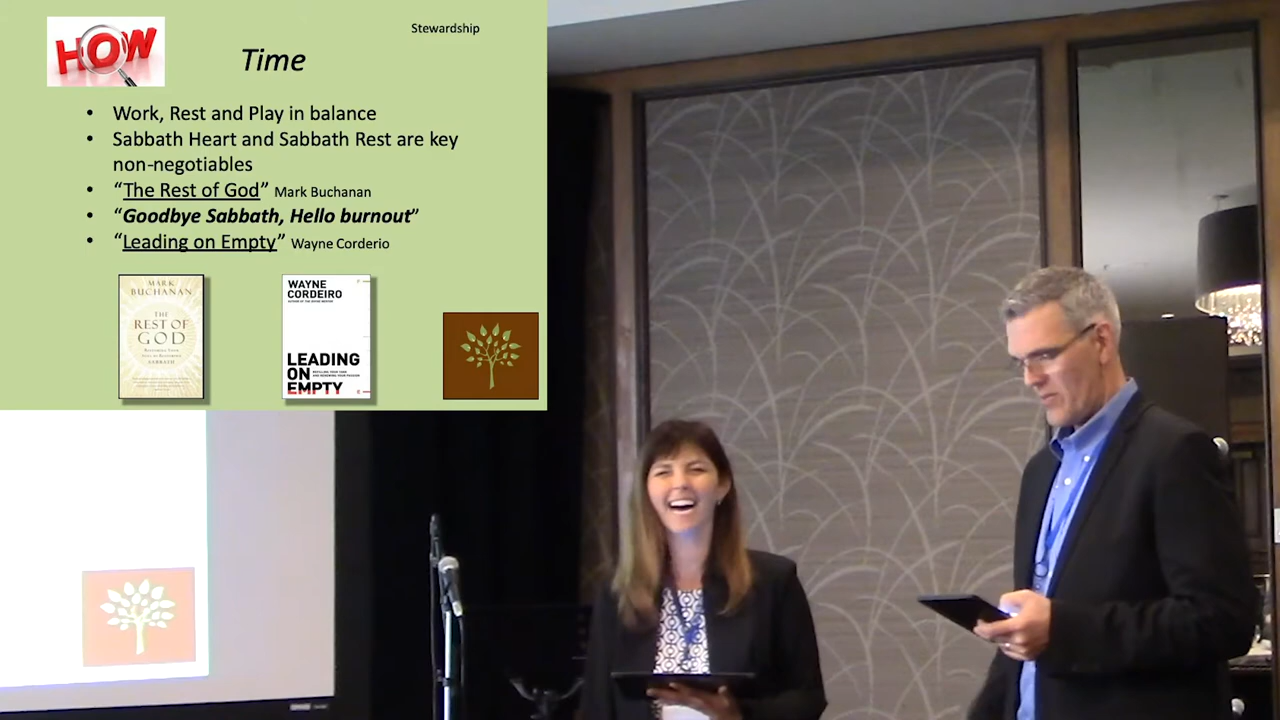 Stewardship
HOW
Time
• Work, Rest and Play in balance
• Sabbath Heart and Sabbath Rest are key
non-negotiables
• “The Rest of God” Mark Buchanan
• “Goodbye Sabbath, Hello burnout”
• “Leading on Empty” Wayne Corderio
MARK
BUCHANAN
THE
REST OF
GOD
WAYNE
CORDEIRO
LEADING
ON
EMPTY